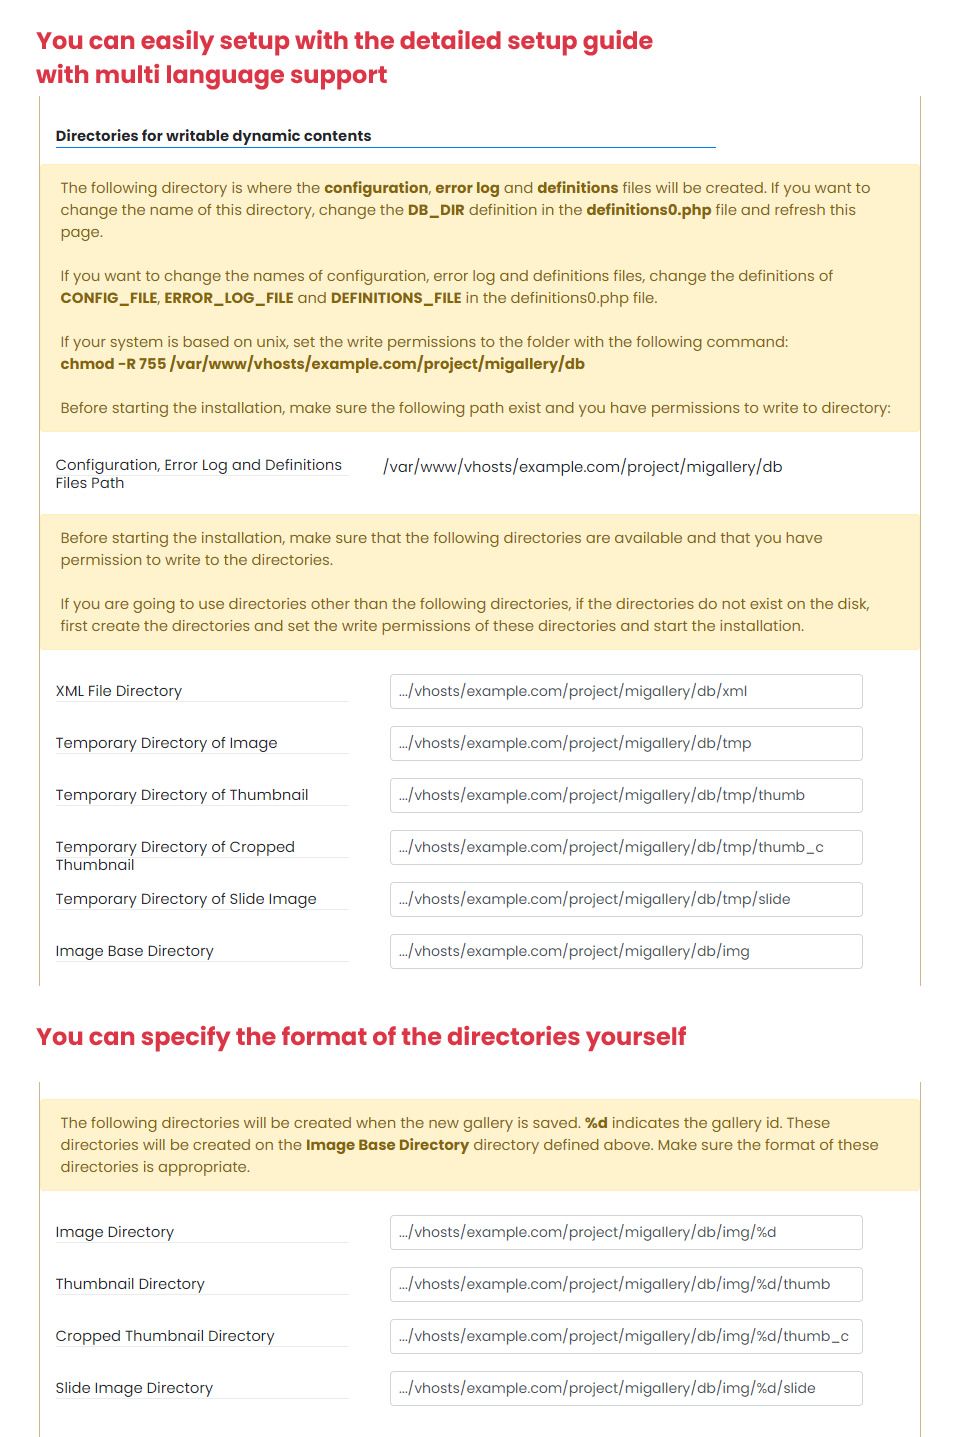 You can easily setup with the detailed setup guide
with multi language support
Directories for writable dynamic contents
The following directory is where the configuration, error log and definitions files will be created. If you want to
change the name of this directory, change the DB_DIR definition in the definitions0.php file and refresh this
page.
If you want to change the names of configuration, error log and definitions files, change the definitions of
CONFIG_FILE, ERROR_LOG_FILE and DEFINITIONS_FILE in the definitions0.php file.
If your system is based on unix, set the write permissions to the folder with the following command:
chmod -R 755 /var/www/vhosts/example.com/project/migallery/db
Before starting the installation, make sure the following path exist and you have permissions to write to directory:
Configuration, Error Log and Definitions
Files Path
/var/www/vhosts/example.com/project/migallery/db
Before starting the installation, make sure that the following directories are available and that you have
permission to write to the directories.
If you are going to use directories other than the following directories, if the directories do not exist on the disk,
first create the directories and set the write permissions of these directories and start the installation.
XML File Directory
.../vhosts/example.com/project/migallery/db/xml
Temporary Directory of Image
.../vhosts/example.com/project/migallery/db/tmp
Temporary Directory of Thumbnail
.../vhosts/example.com/project/migallery/db/tmp/thumb
Temporary Directory of Cropped
Thumbnail
.../vhosts/example.com/project/migallery/db/tmp/thumb_c
Temporary Directory of Slide Image
.../vhosts/example.com/project/migallery/db/tmp/slide
Image Base Directory
.../vhosts/example.com/project/migallery/db/img
You can specify the format of the directories yourself
The following directories will be created when the new gallery is saved. %d indicates the gallery id. These
directories will be created on the Image Base Directory directory defined above. Make sure the format of these
directories is appropriate.
Image Directory
.../vhosts/example.com/project/migallery/db/img/%d
Thumbnail Directory
.../vhosts/example.com/project/migallery/db/img/%d/thumb
Cropped Thumbnail Directory
.../vhosts/example.com/project/migallery/db/img/%d/thumb_c
Slide Image Directory
.../vhosts/example.com/project/migallery/db/img/%d/slide